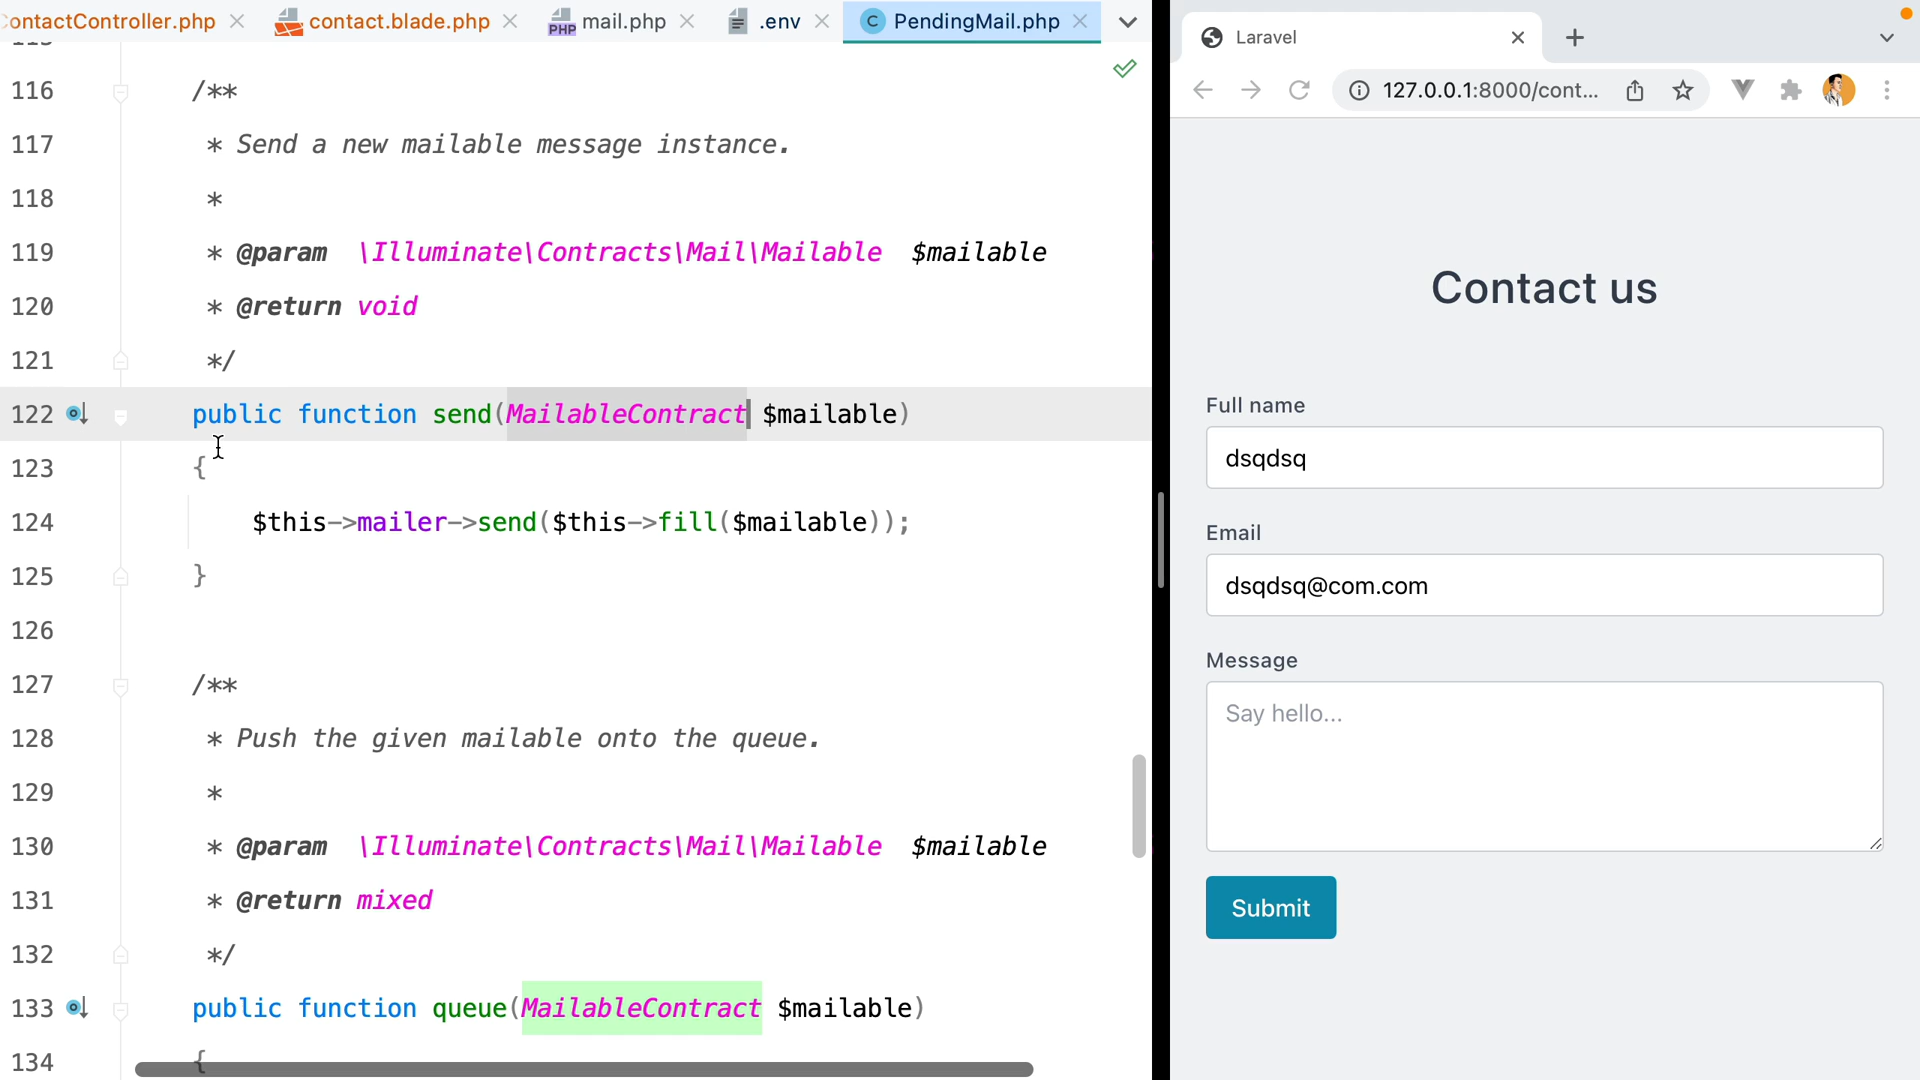 ontactController.php
contact.blade.php
PHP mail.php
.env
C PendingMail.php
116 /**
117 * Send a new mailable message instance.
118 *
119 * @param \Illuminate\Contracts\Mail\Mailable $mailable
120 * @return void
121 */
122 public function send(MailableContract $mailable)
123 {
124 $this->mailer->send($this->fill($mailable));
125 }
126
127 /**
128 * Push the given mailable onto the queue.
129 *
130 * @param \Illuminate\Contracts\Mail\Mailable $mailable
131 * @return mixed
132 */
133 public function queue(MailableContract $mailable)
134 {
Laravel
127.0.0.1:8000/cont...
Contact us
Full name
dsqdsq
Email
dsqdsq@com.com
Message
Say hello...
Submit